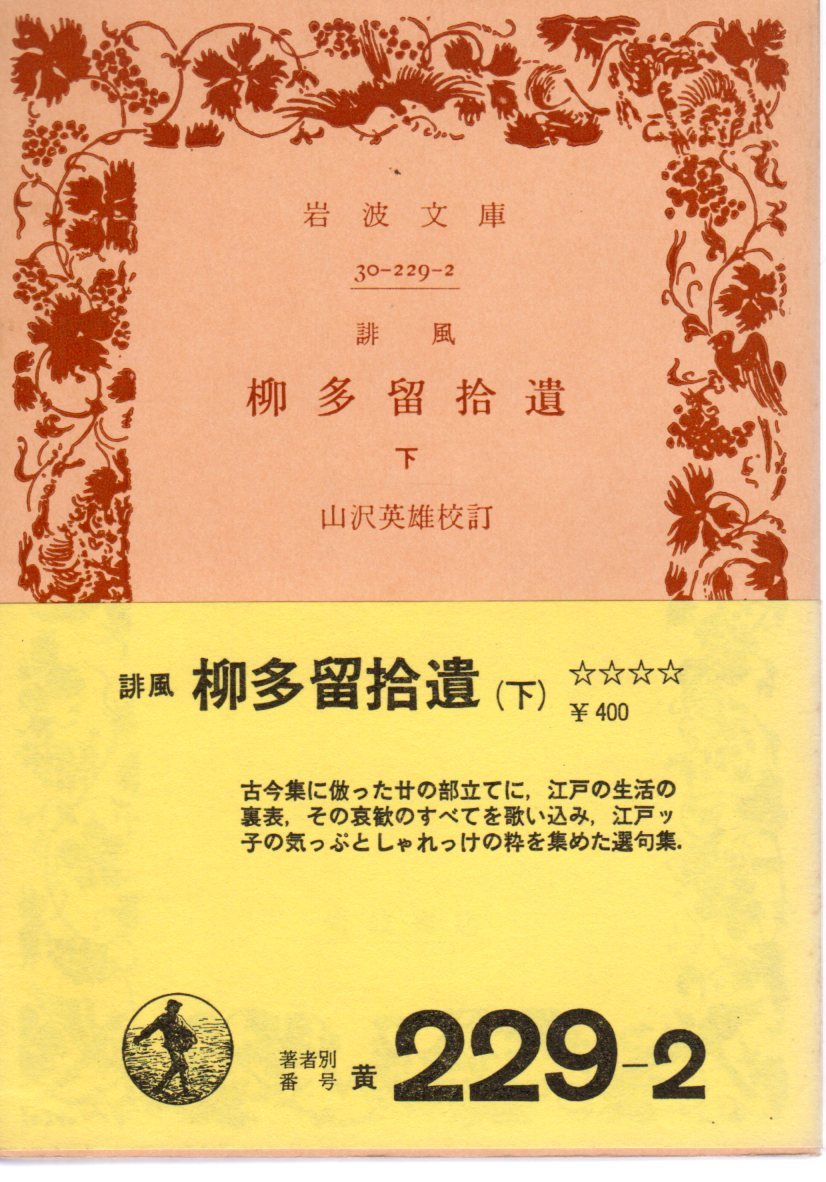 岩波文庫
30-229-2
誹風
柳多留拾遺
下
山沢英雄校訂
誹風 柳多留拾遺（下） ☆☆☆☆
￥400
古今集に倣った廿の部立てに，江戸の生活の
裏表，その哀歓のすべてを歌い込み，江戸ッ
子の気っぷとしゃれっけの粋を集めた選句集．
著者別
番号 黄 229-2